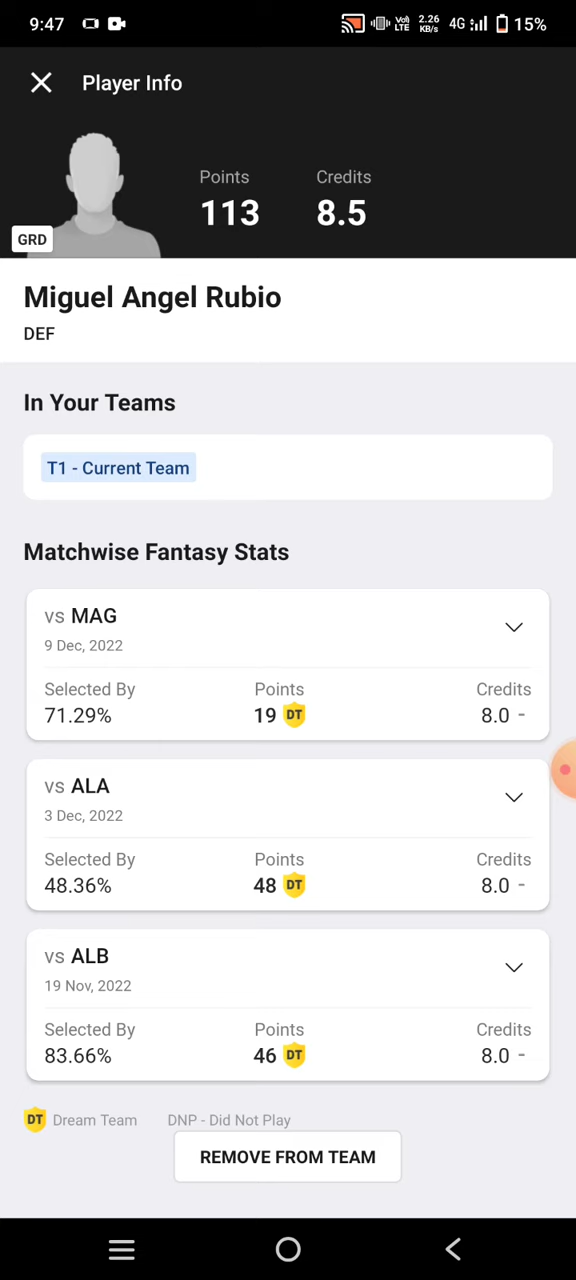 9:47 Vo) LTE 2.26 KB/s 4G 15%
Player Info
Points Credits
113 8.5
GRD
Miguel Angel Rubio
DEF
In Your Teams
T1 - Current Team
Matchwise Fantasy Stats
vs MAG
9 Dec, 2022
Selected By Points Credits
71.29% 19 DT 8.0 -
vs ALA
3 Dec, 2022
Selected By Points Credits
48.36% 48 DT 8.0 -
vs ALB
19 Nov, 2022
Selected By Points Credits
83.66% 46 DT 8.0 -
DT Dream Team DNP - Did Not Play
REMOVE FROM TEAM